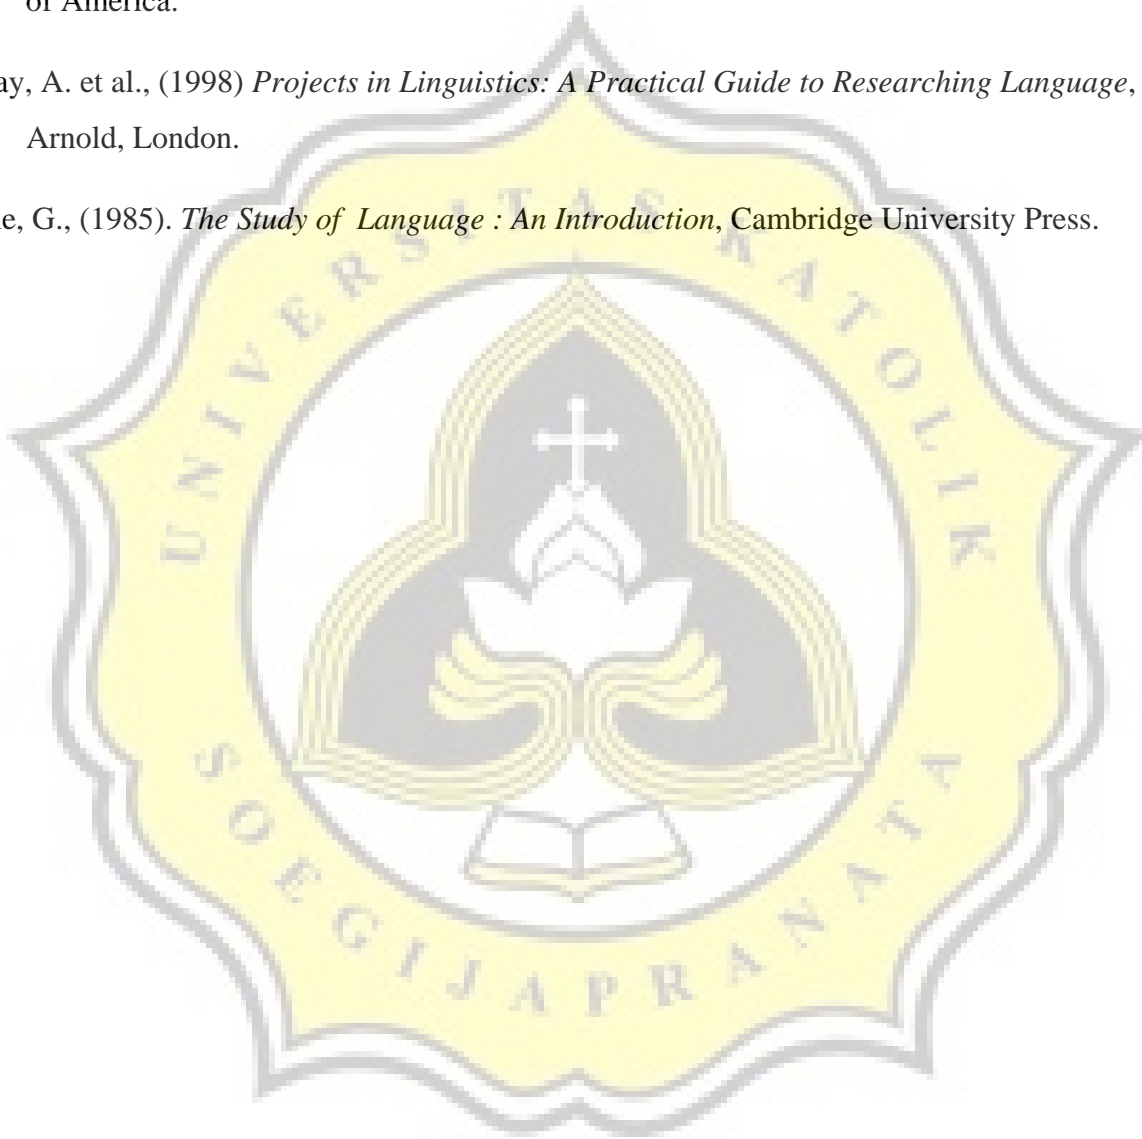 of America.
ay, A. et al., (1998) Projects in Linguistics: A Practical Guide to Researching Language,
Arnold, London.
e, G., (1985). The Study of Language : An Introduction, Cambridge University Press.
UNIVERSITAS KATOLIK
SOEGIJAPRANATA